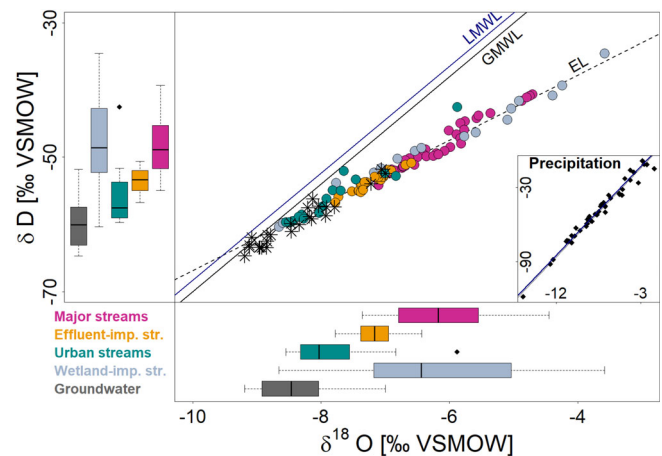 -30
-50
-70
δ D [‰ VSMOW]
LMWL
GMWL
EL
Precipitation
-30
-90
-12
-3
Major streams
Effluent-imp. str.
Urban streams
Wetland-imp. str.
Groundwater
-10
-8
-6
-4
δ18 O [‰ VSMOW]